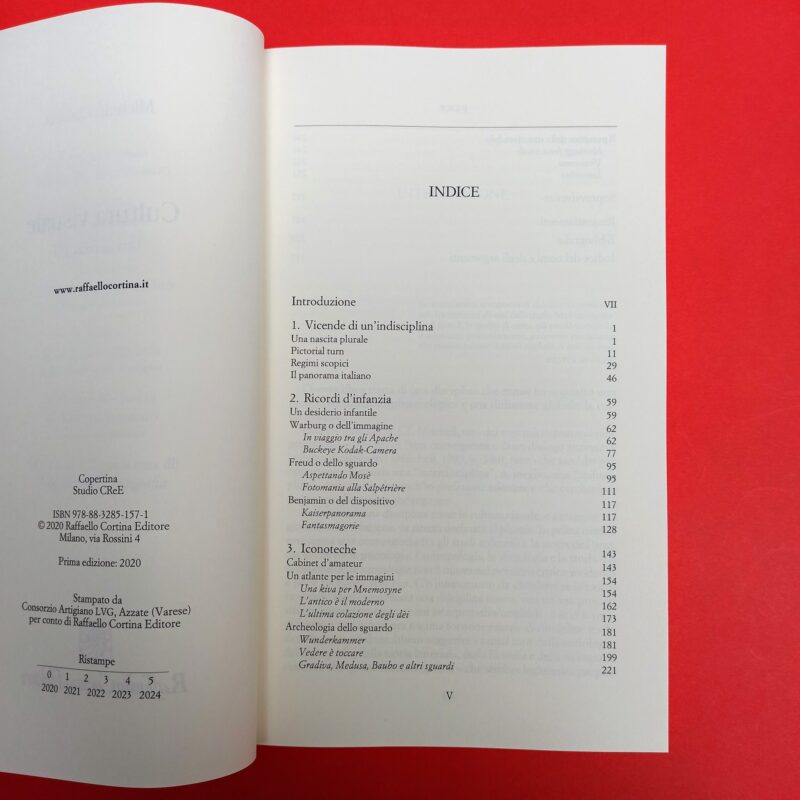 www.raffaellocortina.it
Copertina
Studio CReE
ISBN 978-88-3285-157-1
© 2020 Raffaello Cortina Editore
Milano, via Rossini 4
Prima edizione: 2020
Stampato da
Consorzio Artigiano LVG, Azzate (Varese)
per conto di Raffaello Cortina Editore
Ristampe
0 1 2 3 4 5
2020 2021 2022 2023 2024
INDICE
Introduzione VII
1. Vicende di un'indisciplina 1
Una nascita plurale 1
Pictorial turn 11
Regimi scopici 29
Il panorama italiano 46
2. Ricordi d'infanzia 59
Un desiderio infantile 59
Warburg o dell'immagine 62
In viaggio tra gli Apache 62
Buckeye Kodak-Camera 77
Freud o dello sguardo 95
Aspettando Mosè 95
Fotomania alla Salpêtrière 111
Benjamin o del dispositivo 117
Kaiserpanorama 117
Fantasmagorie 128
3. Iconoteche 143
Cabinet d'amateur 143
Un atlante per le immagini 154
Una kiva per Mnemosyne 154
L'antico è il moderno 162
L'ultima colazione degli dèi 173
Archeologia dello sguardo 181
Wunderkammer 181
Vedere è toccare 199
Gradiva, Medusa, Baubo e altri sguardi 221
V